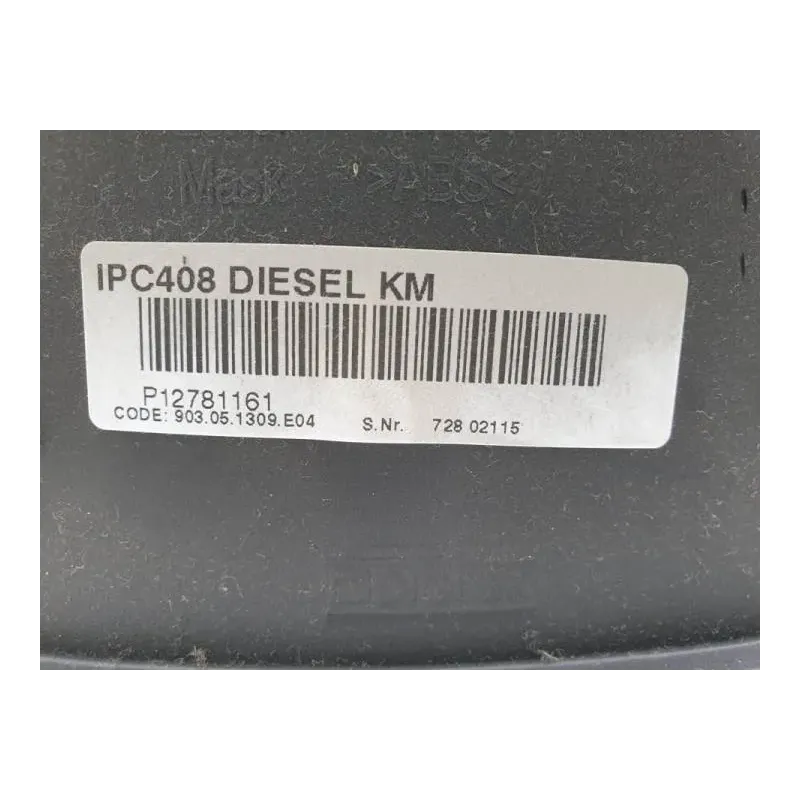 Mask >ABS<
IPC408 DIESEL KM
P12781161
CODE: 903.05.1309.E04 S.Nr. 728 02115